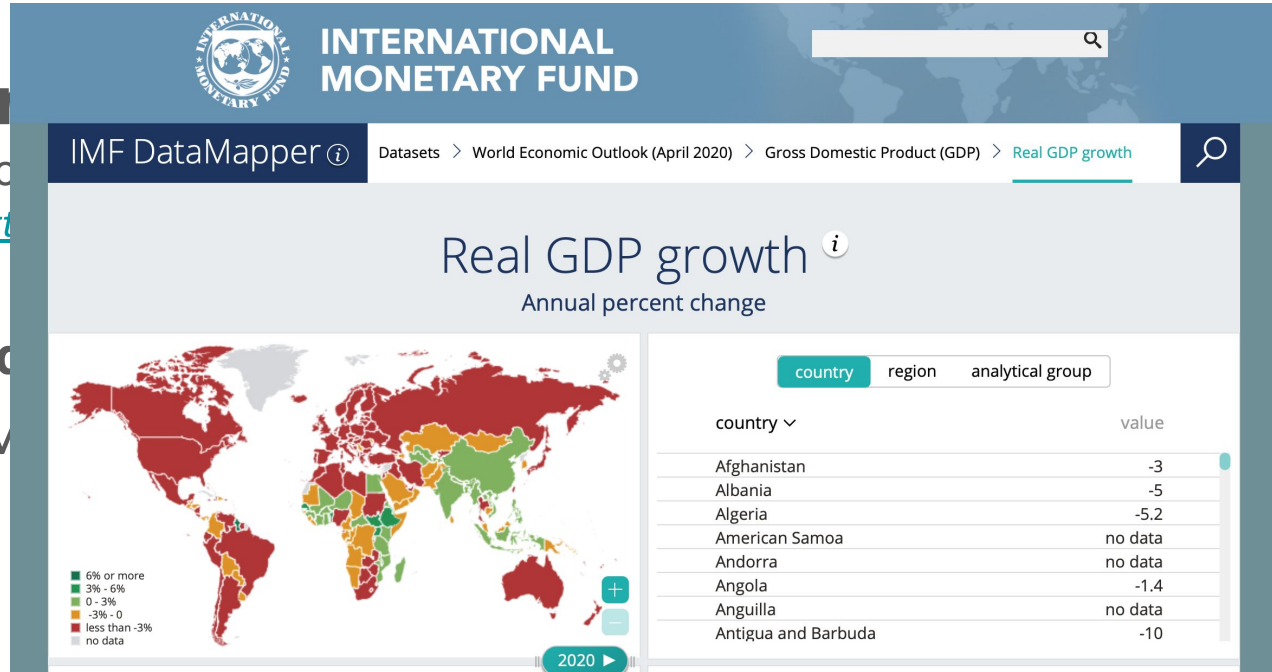 INTERNATIONAL
MONETARY FUND
IMF DataMapper i
Datasets > World Economic Outlook (April 2020) > Gross Domestic Product (GDP) > Real GDP growth
Real GDP growth i
Annual percent change
country region analytical group
country value
Afghanistan -3
Albania -5
Algeria -5.2
American Samoa no data
Andorra no data
Angola -1.4
Anguilla no data
Antigua and Barbuda -10
6% or more
3% - 6%
0 - 3%
-3% - 0
less than -3%
no data
+
−
2020
INTERNATIONAL MONETARY FUND